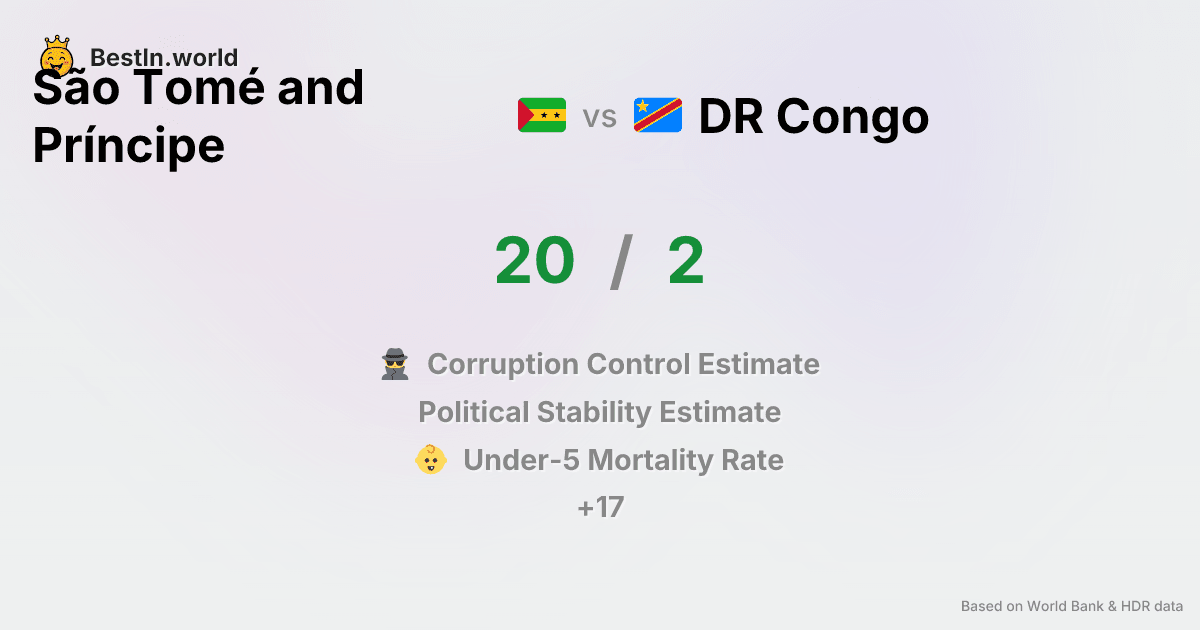 BestIn.world
São Tomé and
Príncipe
vs
DR Congo
20 / 2
Corruption Control Estimate
Political Stability Estimate
Under-5 Mortality Rate
+17
Based on World Bank & HDR data